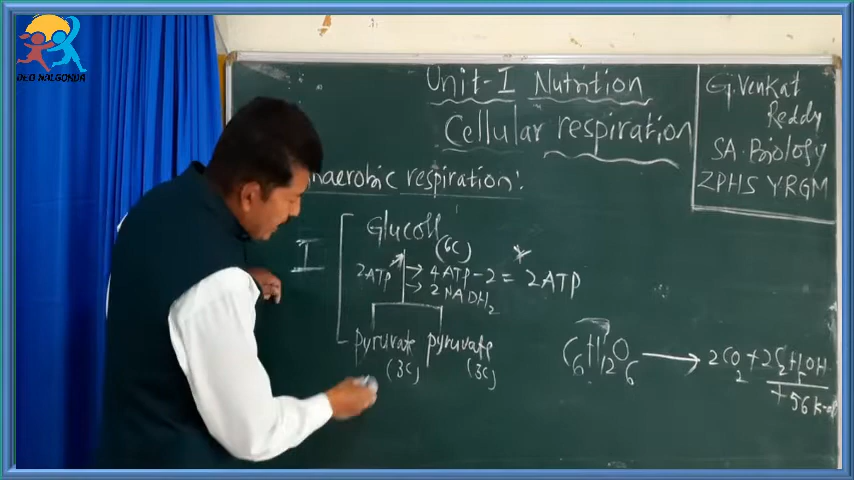 DEO NALGONDA
Unit-I Nutrition
Cellular respiration
G. Venkat
Reddy
SA. Biology
ZPHS YRGM
naerobic respiration:
I
Glucose
(6C)
2ATP → 4ATP - 2 = 2ATP
→ 2 NADH2
pyruvate pyruvate
(3C) (3C)
C6H12O6 → 2CO2 + 2C2H5OH
+ 56 k-cal